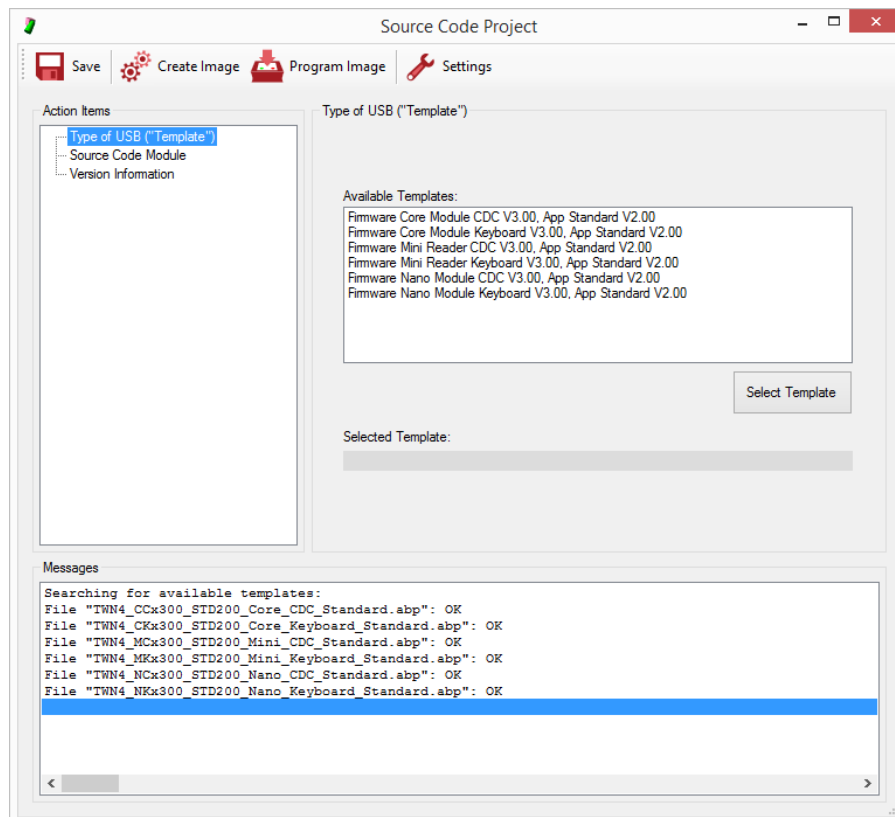 Source Code Project
Save Create Image Program Image Settings
Action Items
Type of USB ("Template")
Source Code Module
Version Information
Type of USB ("Template")
Available Templates:
Firmware Core Module CDC V3.00, App Standard V2.00
Firmware Core Module Keyboard V3.00, App Standard V2.00
Firmware Mini Reader CDC V3.00, App Standard V2.00
Firmware Mini Reader Keyboard V3.00, App Standard V2.00
Firmware Nano Module CDC V3.00, App Standard V2.00
Firmware Nano Module Keyboard V3.00, App Standard V2.00
Select Template
Selected Template:
Messages
Searching for available templates:
File "TWN4_CCx300_STD200_Core_CDC_Standard.abp": OK
File "TWN4_CKx300_STD200_Core_Keyboard_Standard.abp": OK
File "TWN4_MCx300_STD200_Mini_CDC_Standard.abp": OK
File "TWN4_MKx300_STD200_Mini_Keyboard_Standard.abp": OK
File "TWN4_NCx300_STD200_Nano_CDC_Standard.abp": OK
File "TWN4_NKx300_STD200_Nano_Keyboard_Standard.abp": OK